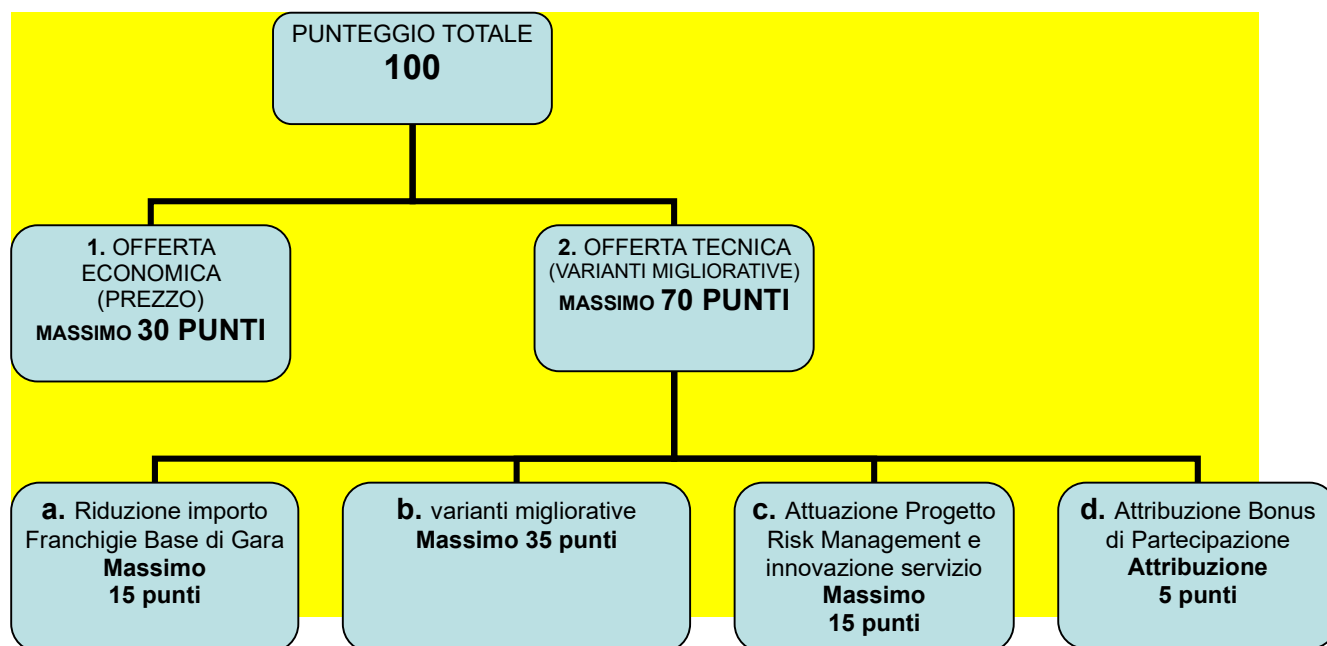 PUNTEGGIO TOTALE
100
1. OFFERTA
ECONOMICA
(PREZZO)
MASSIMO 30 PUNTI
2. OFFERTA TECNICA
(VARIANTI MIGLIORATIVE)
MASSIMO 70 PUNTI
a. Riduzione importo
Franchigie Base di Gara
Massimo
15 punti
b. varianti migliorative
Massimo 35 punti
c. Attuazione Progetto
Risk Management e
innovazione servizio
Massimo
15 punti
d. Attribuzione Bonus
di Partecipazione
Attribuzione
5 punti